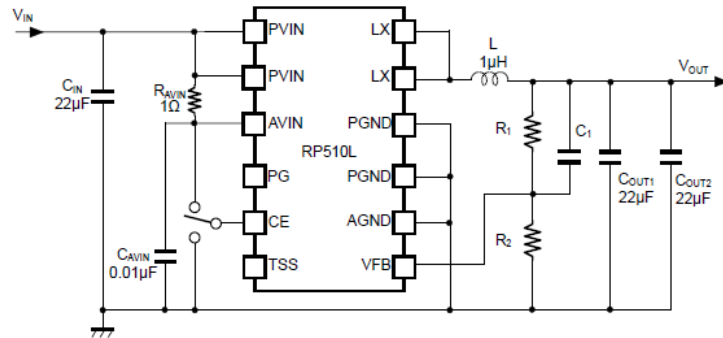 VIN
CIN
22µF
RAVIN
1Ω
CAVIN
0.01µF
PVIN
PVIN
AVIN
PG
CE
TSS
RP510L
LX
LX
PGND
PGND
AGND
VFB
L
1µH
VOUT
R1
C1
R2
COUT1
22µF
COUT2
22µF